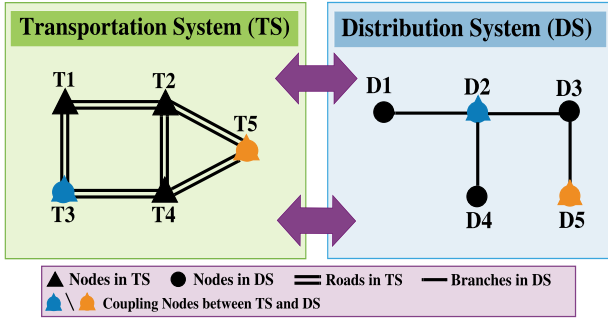 Transportation System (TS)
Distribution System (DS)
T1
T2
T5
T3
T4
D1
D2
D3
D4
D5
Nodes in TS
Nodes in DS
Roads in TS
Branches in DS
\ Coupling Nodes between TS and DS